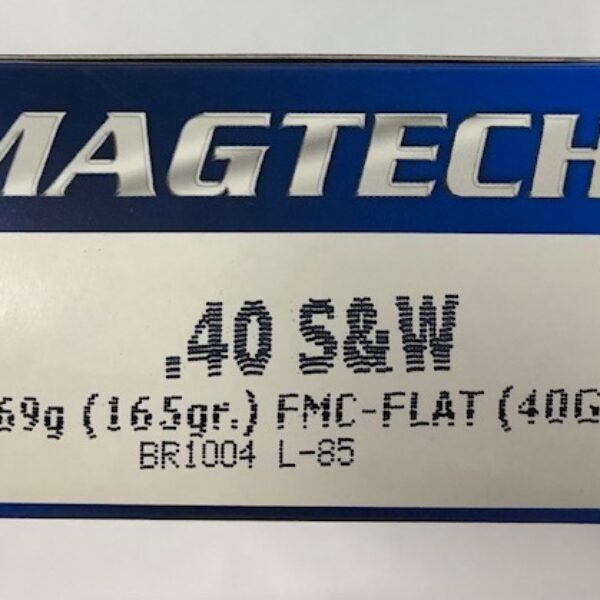 MAGTECH
.40 S&W
69g (165gr.) FMC-FLAT (40G
BR1004 L-85